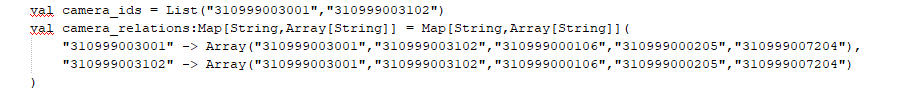 val camera_ids = List("310999003001","310999003102")
val camera_relations:Map[String,Array[String]] = Map[String,Array[String]](
"310999003001" -> Array("310999003001","310999003102","310999000106","310999000205","310999007204"),
"310999003102" -> Array("310999003001","310999003102","310999000106","310999000205","310999007204")
)